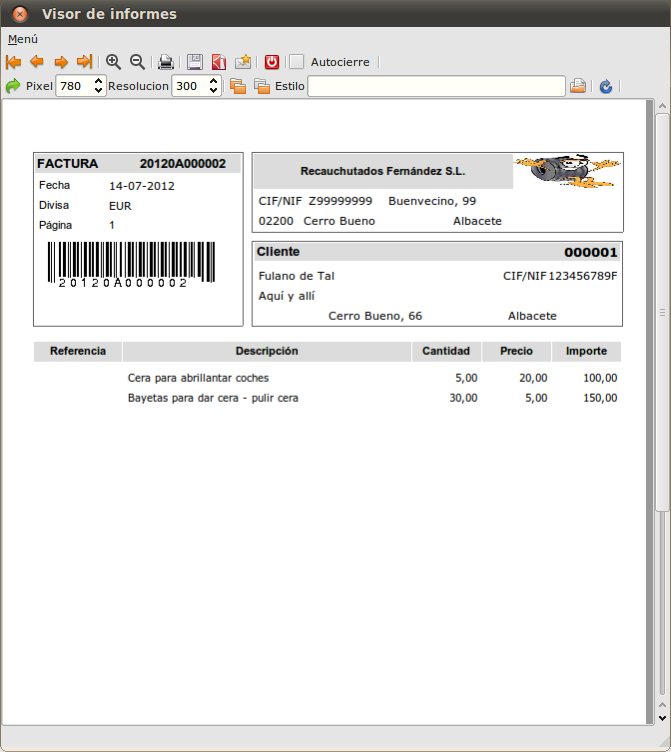 Visor de informes
Menú
Autocierre
Pixel 780 Resolucion 300 Estilo
FACTURA 20120A000002
Fecha 14-07-2012
Divisa EUR
Página 1
20120A000002
Recauchutados Fernández S.L.
CIF/NIF Z99999999 Buenvecino, 99
02200 Cerro Bueno Albacete
Cliente 000001
Fulano de Tal CIF/NIF 123456789F
Aquí y allí
Cerro Bueno, 66 Albacete
Referencia Descripción Cantidad Precio Importe
Cera para abrillantar coches 5,00 20,00 100,00
Bayetas para dar cera - pulir cera 30,00 5,00 150,00